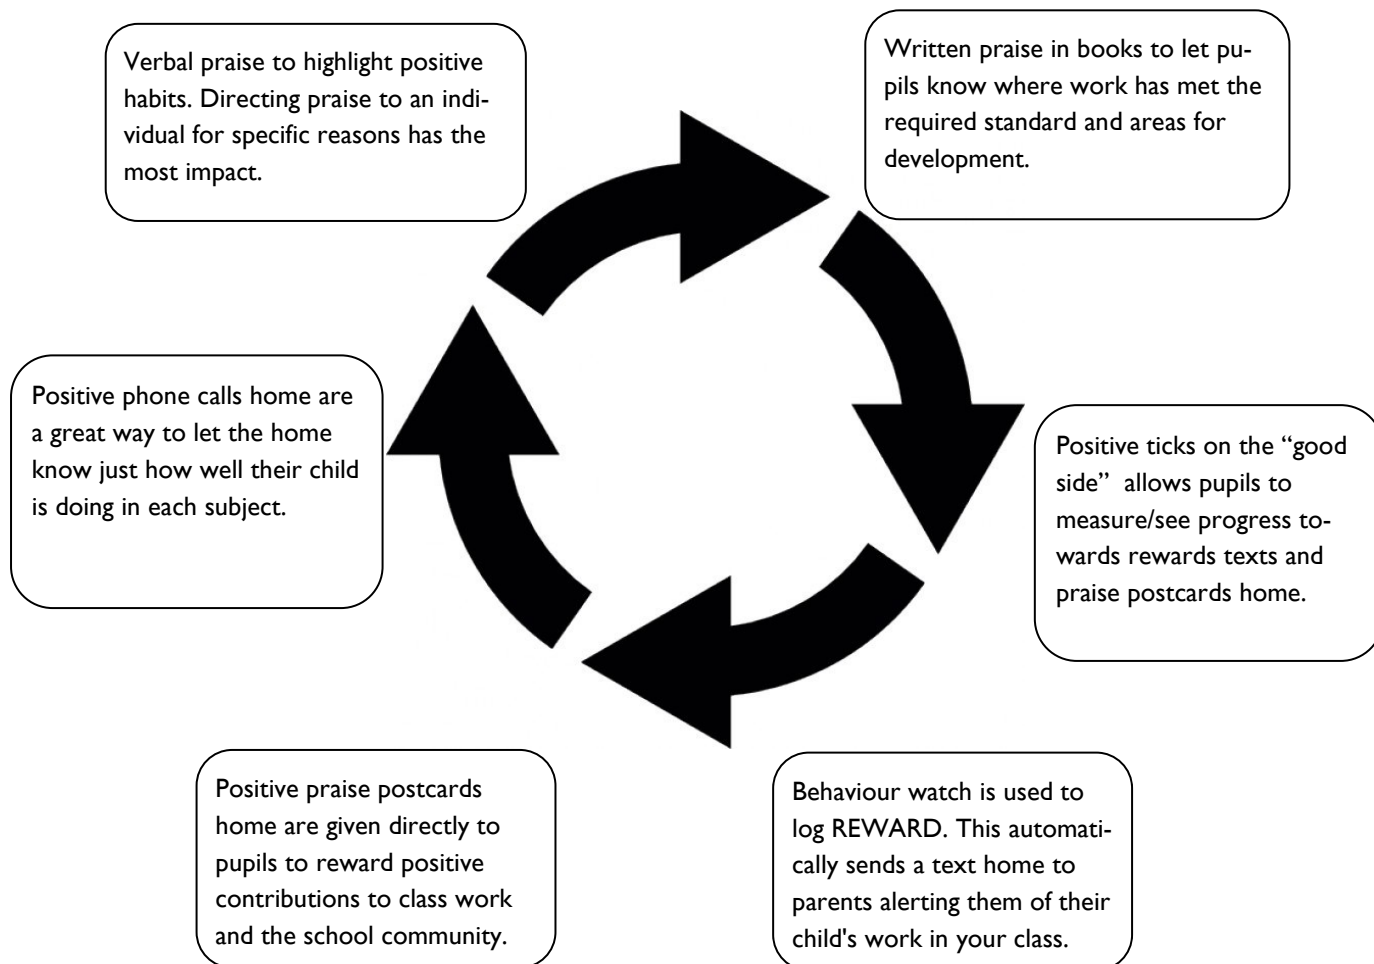 Verbal praise to highlight positive
habits. Directing praise to an indi-
vidual for specific reasons has the
most impact.
Written praise in books to let pu-
pils know where work has met the
required standard and areas for
development.
Positive phone calls home are
a great way to let the home
know just how well their child
is doing in each subject.
Positive ticks on the “good
side”  allows pupils to
measure/see progress to-
wards rewards texts and
praise postcards home.
Positive praise postcards
home are given directly to
pupils to reward positive
contributions to class work
and the school community.
Behaviour watch is used to
log REWARD. This automati-
cally sends a text home to
parents alerting them of their
child's work in your class.